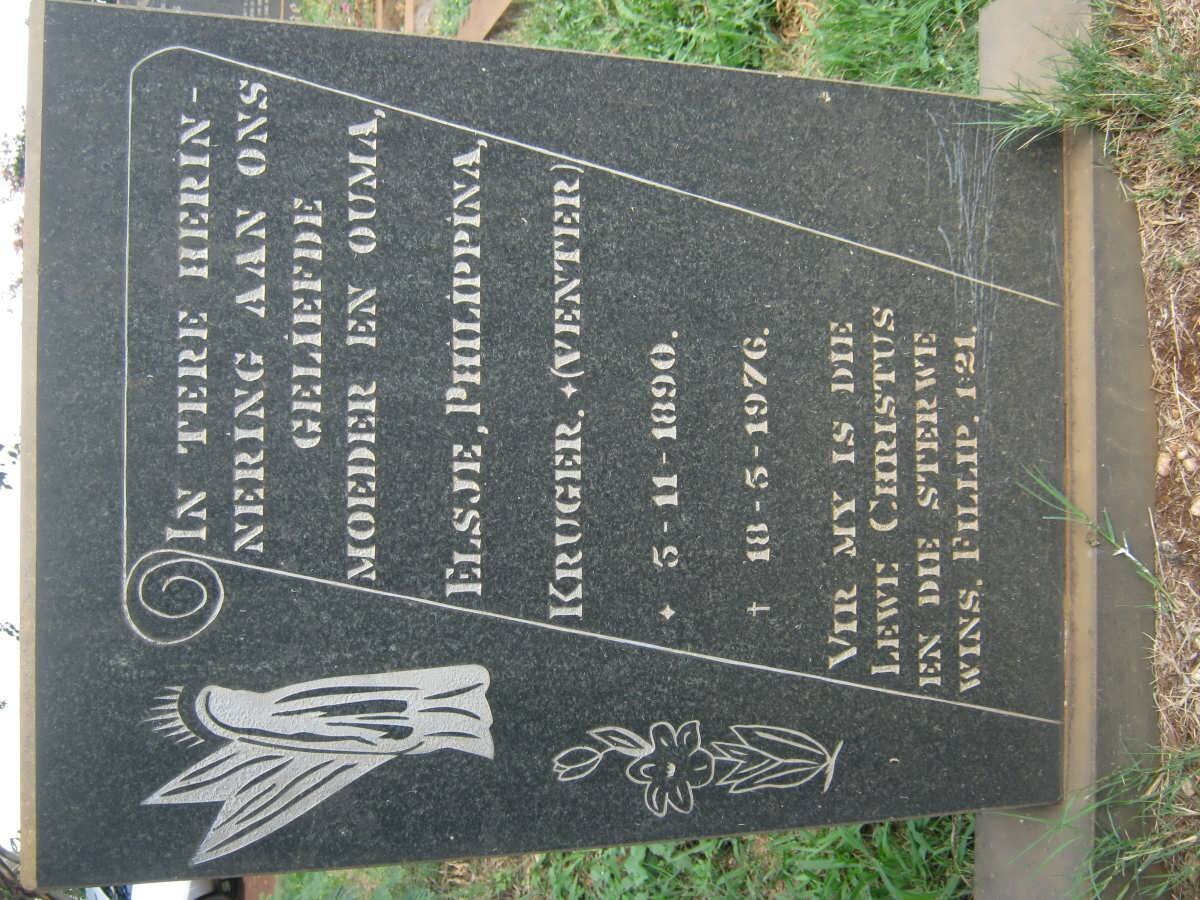 IN TERE HERIN-
NERING AAN ONS
GELIEFDE
MOEDER EN OUMA,
ELSJE, PHILIPPINA,
KRUGER. ✦(VENTER)
✦ 5-11-1890.
† 18-5-1976.
VIR MY IS DIE
LEWE CHRISTUS
EN DIE STERWE
WINS. FILLIP. 1:21.